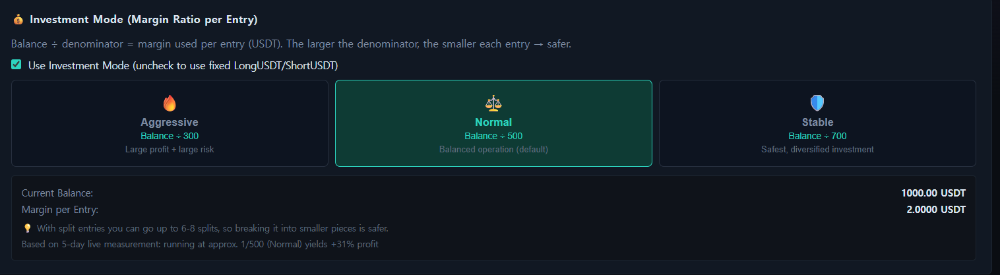 Investment Mode (Margin Ratio per Entry)
Balance ÷ denominator = margin used per entry (USDT). The larger the denominator, the smaller each entry → safer.
Use Investment Mode (uncheck to use fixed LongUSDT/ShortUSDT)
Aggressive
Balance ÷ 300
Large profit + large risk
Normal
Balance ÷ 500
Balanced operation (default)
Stable
Balance ÷ 700
Safest, diversified investment
Current Balance: 1000.00 USDT
Margin per Entry: 2.0000 USDT
With split entries you can go up to 6-8 splits, so breaking it into smaller pieces is safer.
Based on 5-day live measurement: running at approx. 1/500 (Normal) yields +31% profit